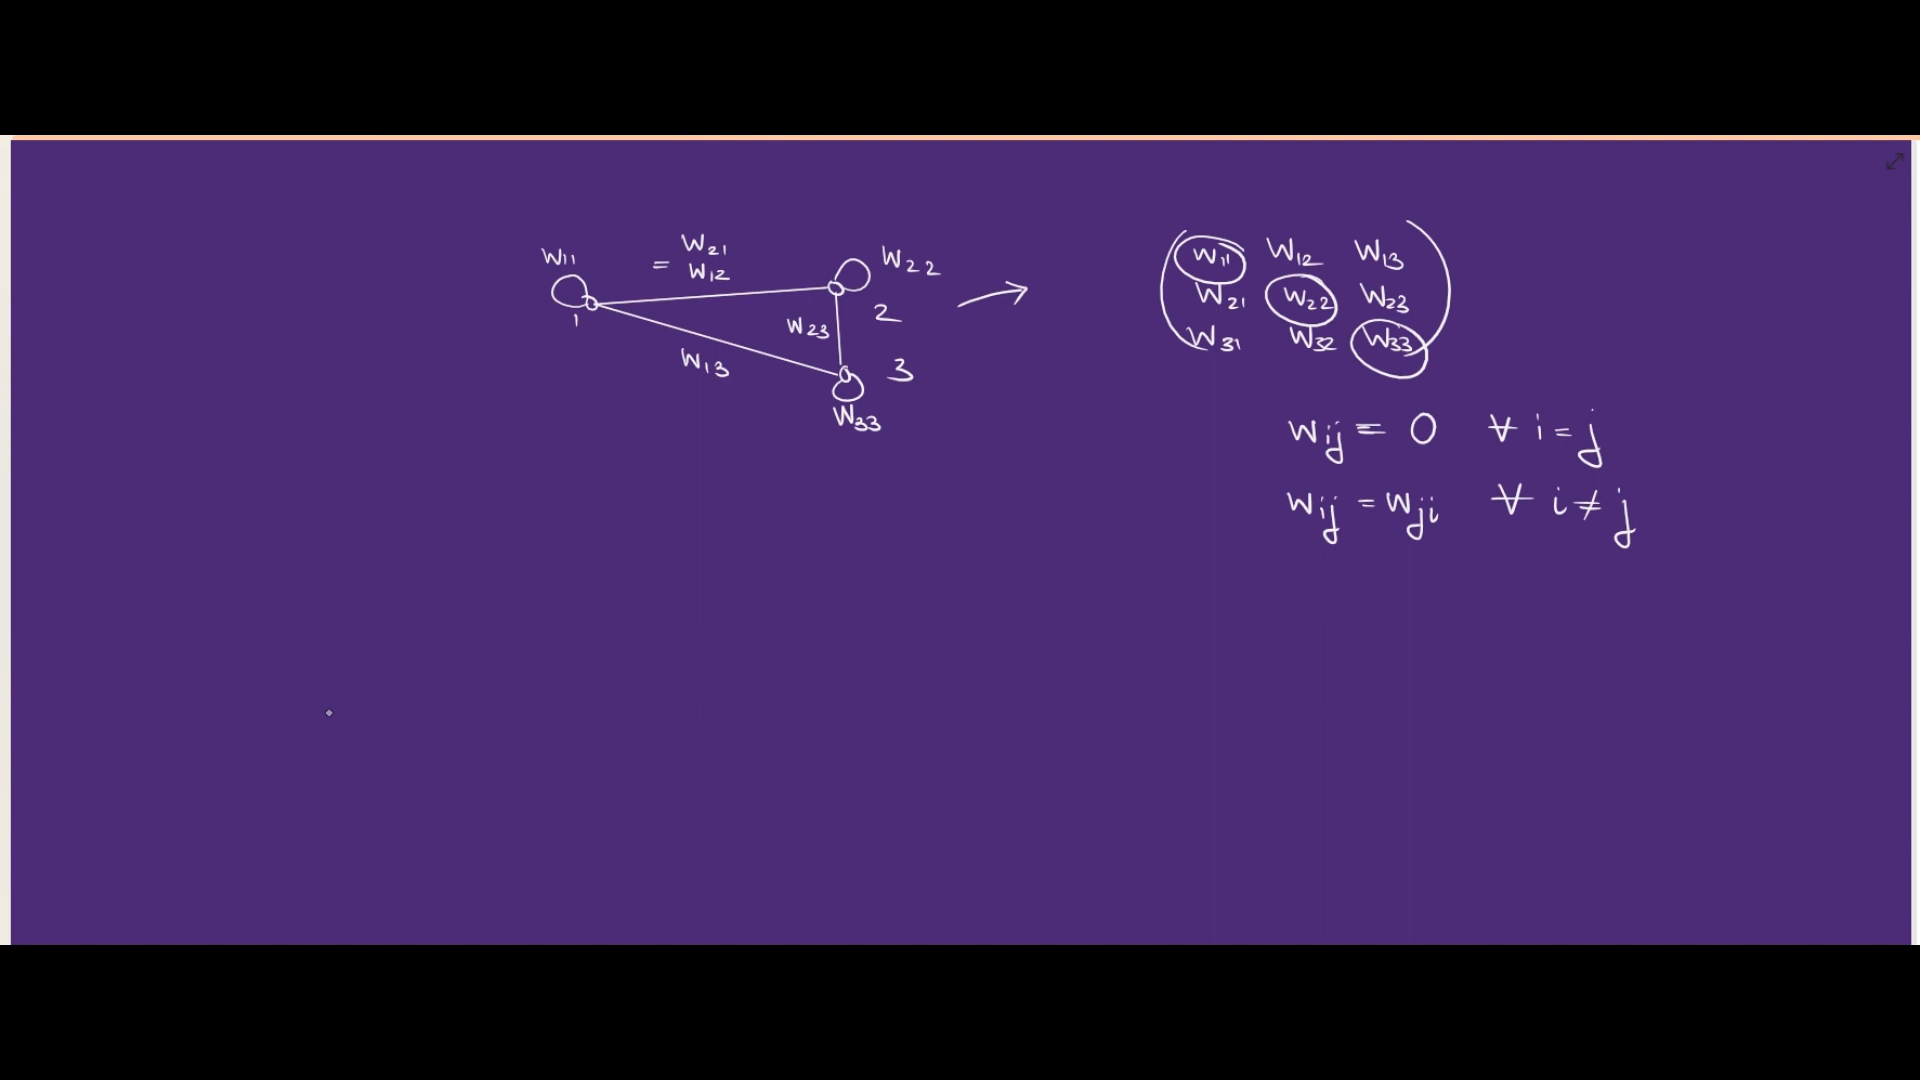 W11
= W21
W12
W22
1
2
W23
W13
3
W33
W11 W12 W13
W21 W22 W23
W31 W32 W33
Wij = 0 ∀ i = j
Wij = Wji ∀ i ≠ j